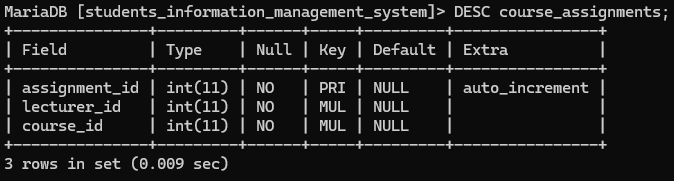 MariaDB [students_information_management_system]> DESC course_assignments;
+---------------+---------+------+-----+---------+----------------+
| Field         | Type    | Null | Key | Default | Extra          |
+---------------+---------+------+-----+---------+----------------+
| assignment_id | int(11) | NO   | PRI | NULL    | auto_increment |
| lecturer_id   | int(11) | NO   | MUL | NULL    |                |
| course_id     | int(11) | NO   | MUL | NULL    |                |
+---------------+---------+------+-----+---------+----------------+
3 rows in set (0.009 sec)